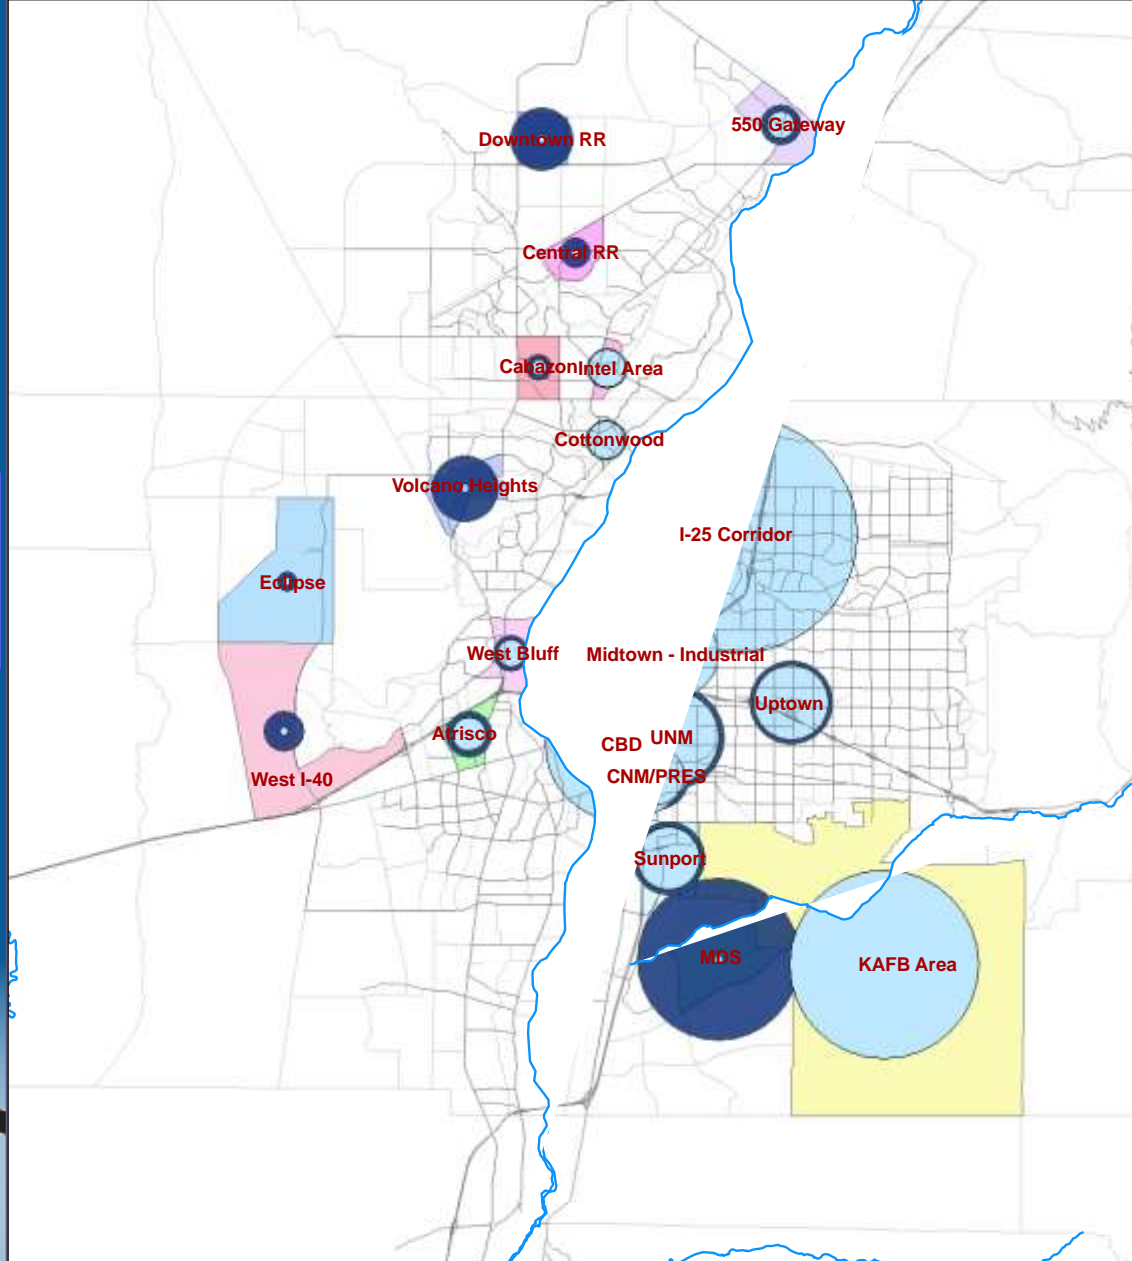 550 Gateway
Downtown RR
Central RR
Cabazon
Intel Area
Cottonwood
Volcano Heights
I-25 Corridor
Eclipse
West Bluff
Midtown - Industrial
Uptown
Atrisco
CBD
UNM
West I-40
CNM/PRES
Sunport
MDS
KAFB Area